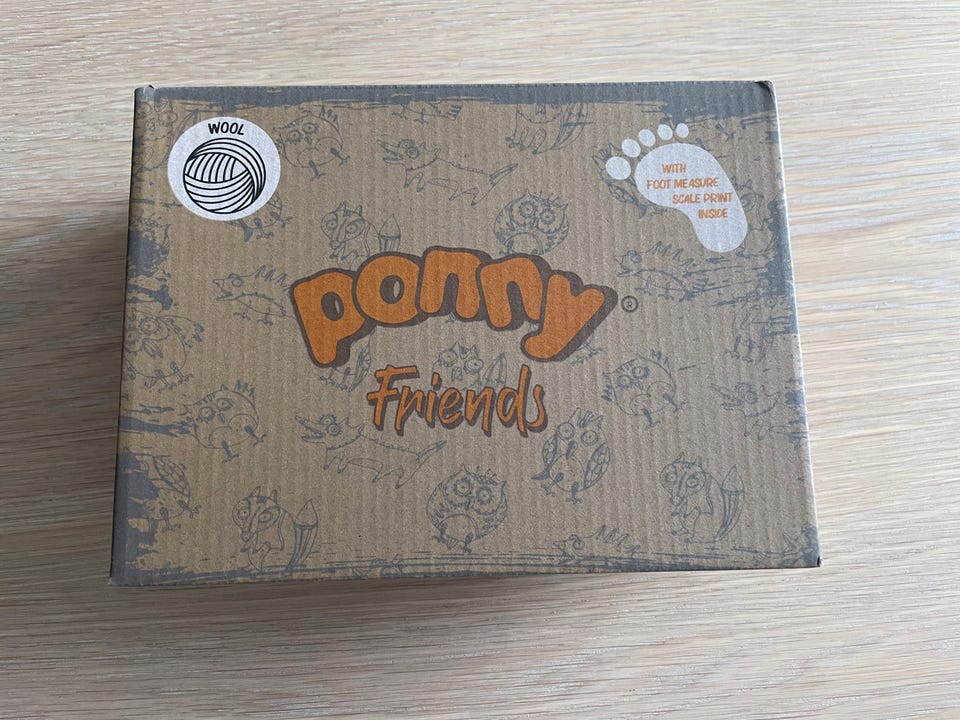 WOOL
WITH
FOOT MEASURE
SCALE PRINT
INSIDE
ponny®
Friends